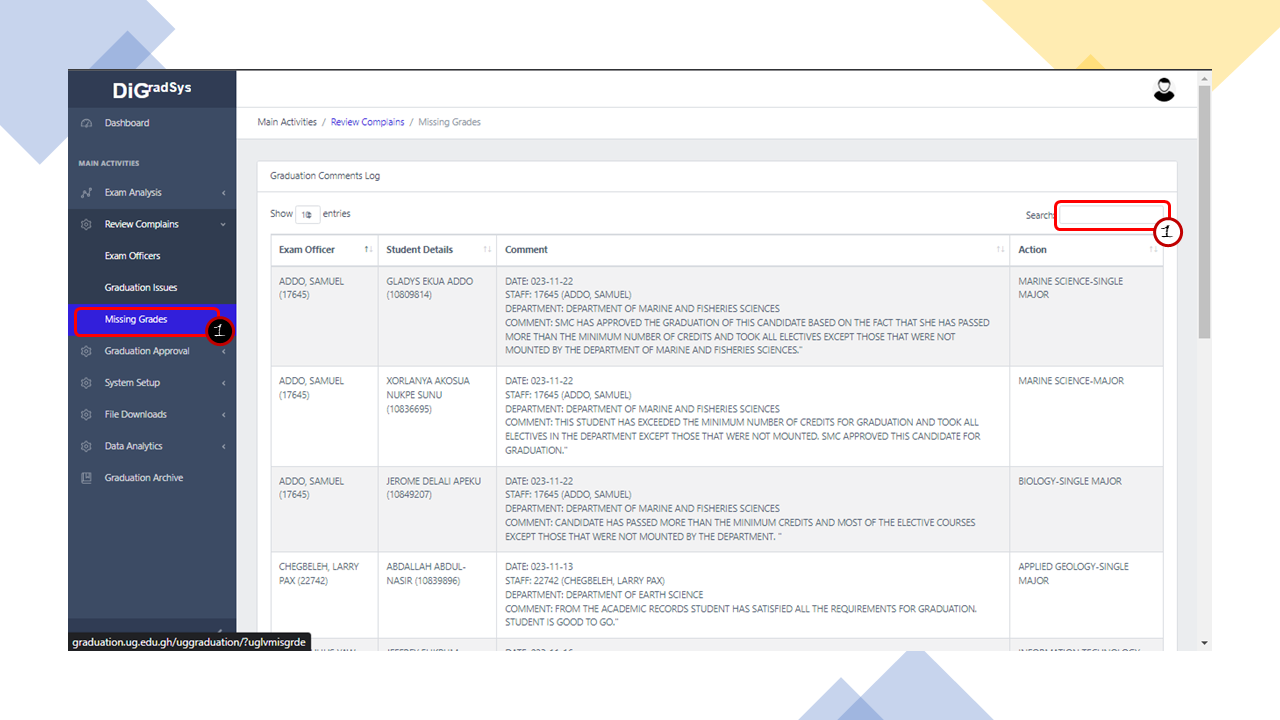 DiGradSys
Dashboard
MAIN ACTIVITIES
Exam Analysis
Review Complains
Exam Officers
Graduation Issues
Missing Grades
1
Graduation Approval
System Setup
File Downloads
Data Analytics
Graduation Archive
graduation.ug.edu.gh/uggraduation/?uglvmisgrde
Main Activities / Review Complains / Missing Grades
Graduation Comments Log
Show 10 entries
Search:
1
Exam Officer Student Details Comment Action
ADDO, SAMUEL
(17645)
GLADYS EKUA ADDO
(10809814)
DATE: 023-11-22
STAFF: 17645 (ADDO, SAMUEL)
DEPARTMENT: DEPARTMENT OF MARINE AND FISHERIES SCIENCES
COMMENT: SMC HAS APPROVED THE GRADUATION OF THIS CANDIDATE BASED ON THE FACT THAT SHE HAS PASSED
MORE THAN THE MINIMUM NUMBER OF CREDITS AND TOOK ALL ELECTIVES EXCEPT THOSE THAT WERE NOT
MOUNTED BY THE DEPARTMENT OF MARINE AND FISHERIES SCIENCES."
MARINE SCIENCE-SINGLE
MAJOR
ADDO, SAMUEL
(17645)
XORLANYA AKOSUA
NUKPE SUNU
(10836695)
DATE: 023-11-22
STAFF: 17645 (ADDO, SAMUEL)
DEPARTMENT: DEPARTMENT OF MARINE AND FISHERIES SCIENCES
COMMENT: THIS STUDENT HAS EXCEEDED THE MINIMUM NUMBER OF CREDITS FOR GRADUATION AND TOOK ALL
ELECTIVES IN THE DEPARTMENT EXCEPT THOSE THAT WERE NOT MOUNTED. SMC APPROVED THIS CANDIDATE FOR
GRADUATION."
MARINE SCIENCE-MAJOR
ADDO, SAMUEL
(17645)
JEROME DELALI APEKU
(10849207)
DATE: 023-11-22
STAFF: 17645 (ADDO, SAMUEL)
DEPARTMENT: DEPARTMENT OF MARINE AND FISHERIES SCIENCES
COMMENT: CANDIDATE HAS PASSED MORE THAN THE MINIMUM CREDITS AND MOST OF THE ELECTIVE COURSES
EXCEPT THOSE THAT WERE NOT MOUNTED BY THE DEPARTMENT. "
BIOLOGY-SINGLE MAJOR
CHEGBELEH, LARRY
PAX (22742)
ABDALLAH ABDUL-
NASIR (10839896)
DATE: 023-11-13
STAFF: 22742 (CHEGBELEH, LARRY PAX)
DEPARTMENT: DEPARTMENT OF EARTH SCIENCE
COMMENT: FROM THE ACADEMIC RECORDS STUDENT HAS SATISFIED ALL THE REQUIREMENTS FOR GRADUATION.
STUDENT IS GOOD TO GO."
APPLIED GEOLOGY-SINGLE
MAJOR